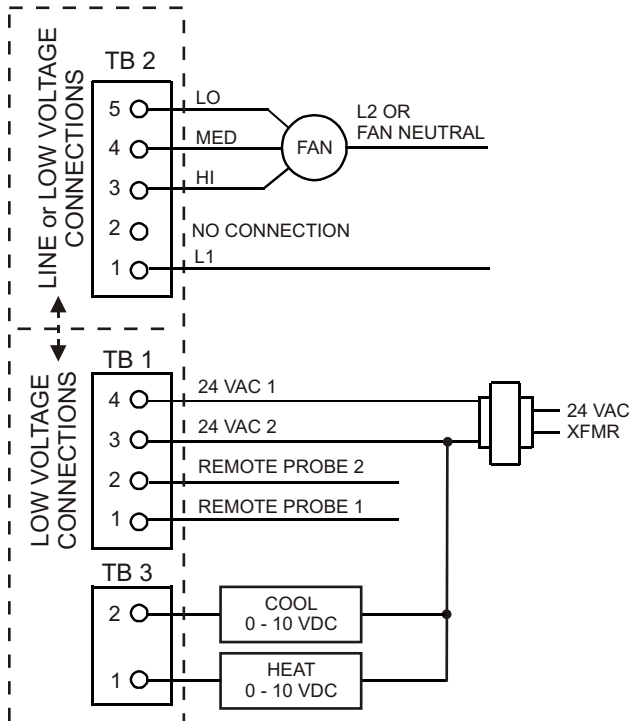 LINE or LOW VOLTAGE
CONNECTIONS
TB 2
5
LO
4
MED
3
HI
2
NO CONNECTION
1
L1
FAN
L2 OR
FAN NEUTRAL
LOW VOLTAGE
CONNECTIONS
TB 1
4
24 VAC 1
3
24 VAC 2
2
REMOTE PROBE 2
1
REMOTE PROBE 1
24 VAC
XFMR
TB 3
2
COOL
0 - 10 VDC
1
HEAT
0 - 10 VDC